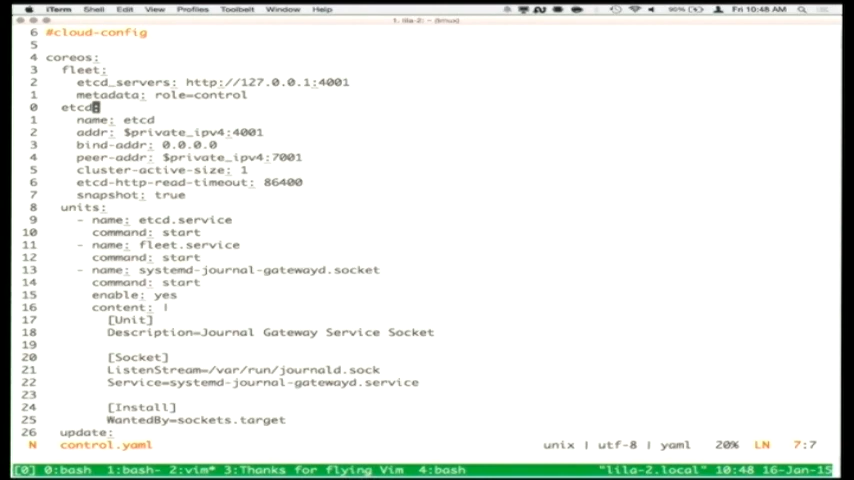 iTerm Shell Edit View Profiles Toolbelt Window Help 90% Fri 10:48 AM
1. lila-2: ~ (tmux)
6 #cloud-config
5
4 coreos:
3 fleet:
2 etcd_servers: http://127.0.0.1:4001
1 metadata: role=control
0 etcd:
1 name: etcd
2 addr: $private_ipv4:4001
3 bind-addr: 0.0.0.0
4 peer-addr: $private_ipv4:7001
5 cluster-active-size: 1
6 etcd-http-read-timeout: 86400
7 snapshot: true
8 units:
9 - name: etcd.service
10 command: start
11 - name: fleet.service
12 command: start
13 - name: systemd-journal-gatewayd.socket
14 command: start
15 enable: yes
16 content: |
17 [Unit]
18 Description=Journal Gateway Service Socket
19
20 [Socket]
21 ListenStream=/var/run/journald.sock
22 Service=systemd-journal-gatewayd.service
23
24 [Install]
25 WantedBy=sockets.target
26 update:
N control.yaml unix | utf-8 | yaml 20% LN 7:7
[0] 0:bash 1:bash- 2:vim* 3:Thanks for flying Vim 4:bash "lila-2.local" 10:48 16-Jan-15